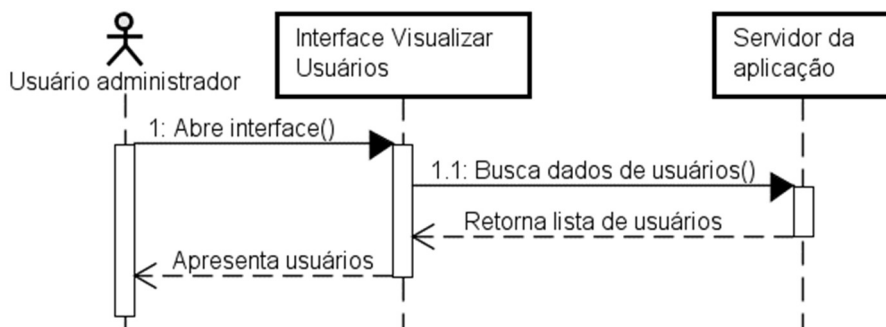 Interface Visualizar
Usuários
Servidor da
aplicação
Usuário administrador
1: Abre interface()
1.1: Busca dados de usuários()
Retorna lista de usuários
Apresenta usuários